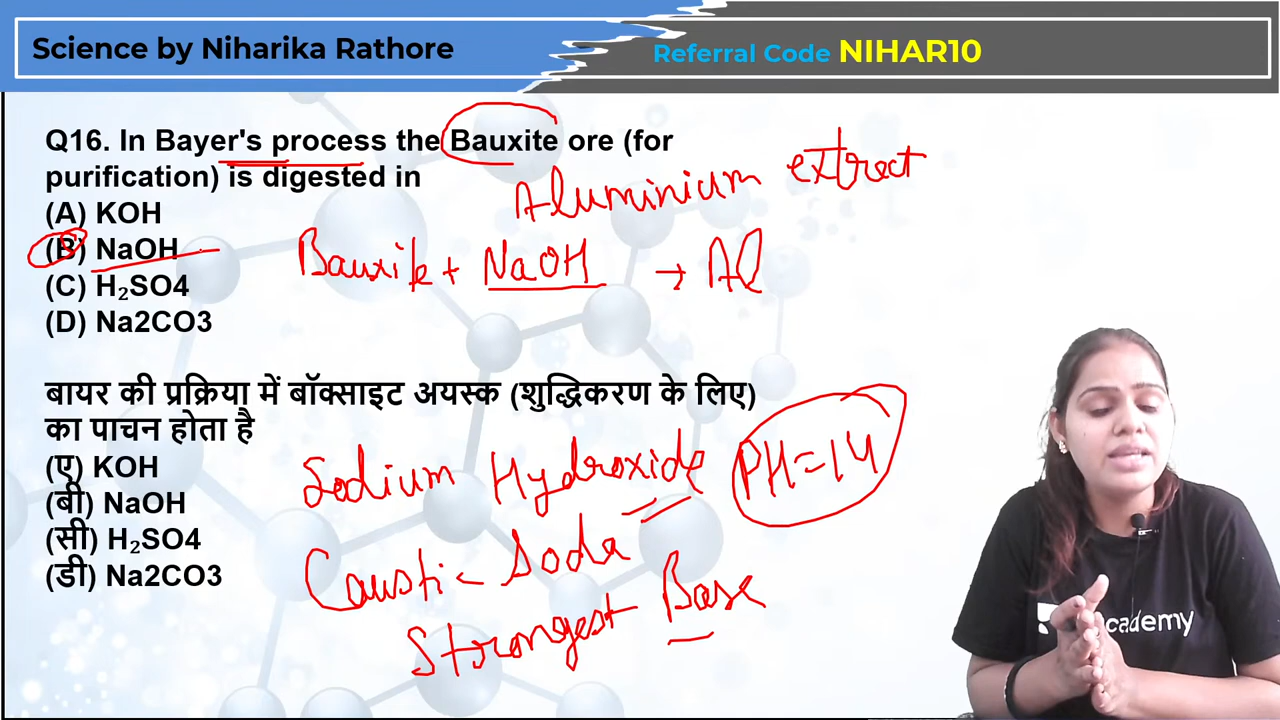 Science by Niharika Rathore
Referral Code NIHAR10
Q16. In Bayer's process the Bauxite ore (for
purification) is digested in
(A) KOH
(B) NaOH
(C) H₂SO4
(D) Na2CO3
Aluminium extract
Bauxite + NaOH → Al
बायर की प्रक्रिया में बॉक्साइट अयस्क (शुद्धिकरण के लिए)
का पाचन होता है
(ए) KOH
(बी) NaOH
(सी) H₂SO4
(डी) Na2CO3
Sodium Hydroxide PH=14
Caustic Soda
Strongest Base
academy